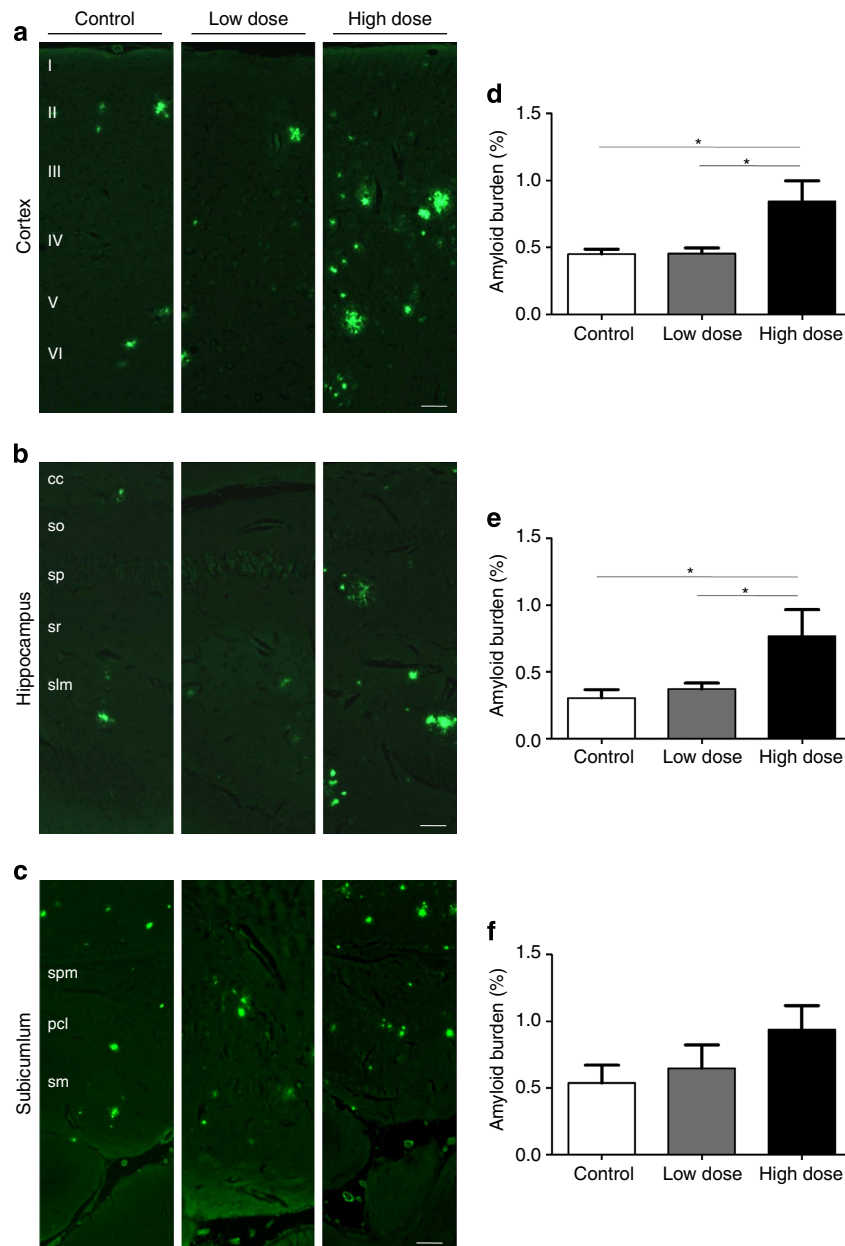 Control Low dose High dose
a
I
II
III
IV
V
VI
Cortex
b
cc
so
sp
sr
slm
Hippocampus
c
spm
pcl
sm
Subicumlum
d
1.5
1.0
0.5
0.0
Amyloid burden (%)
*
*
Control Low dose High dose
e
1.5
1.0
0.5
0.0
Amyloid burden (%)
*
*
Control Low dose High dose
f
1.5
1.0
0.5
0.0
Amyloid burden (%)
Control Low dose High dose